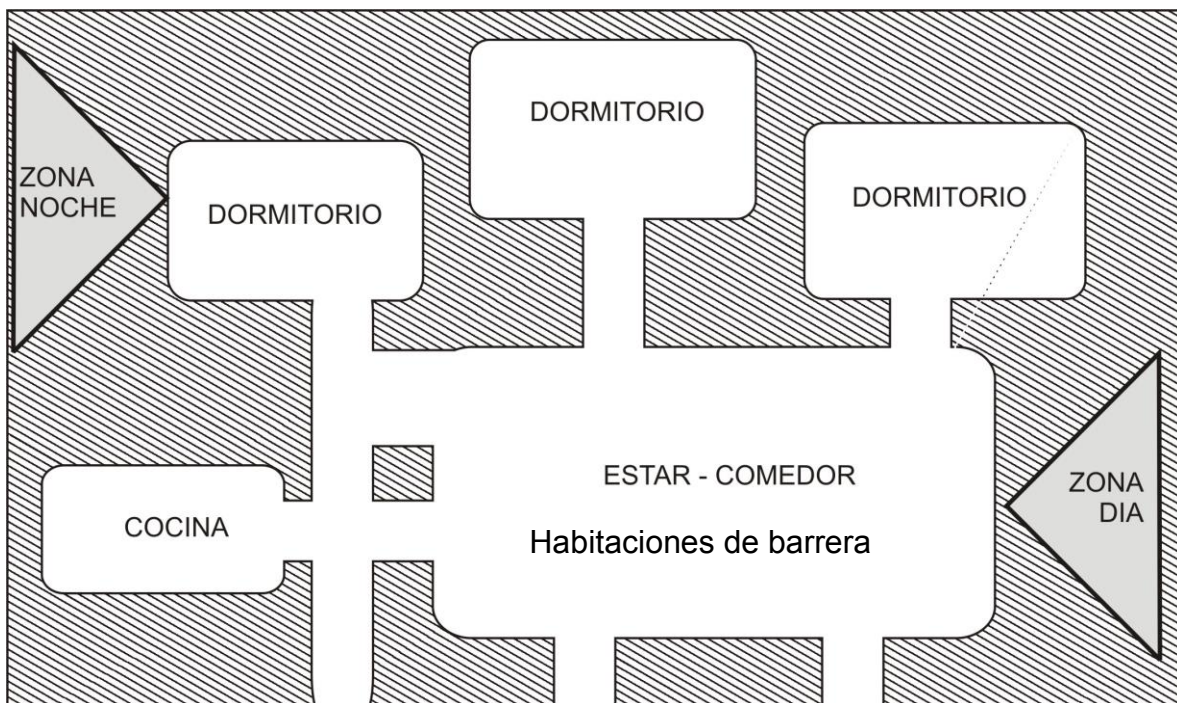 DORMITORIO
ZONA
NOCHE
DORMITORIO
DORMITORIO
ESTAR - COMEDOR
ZONA
DIA
COCINA
Habitaciones de barrera